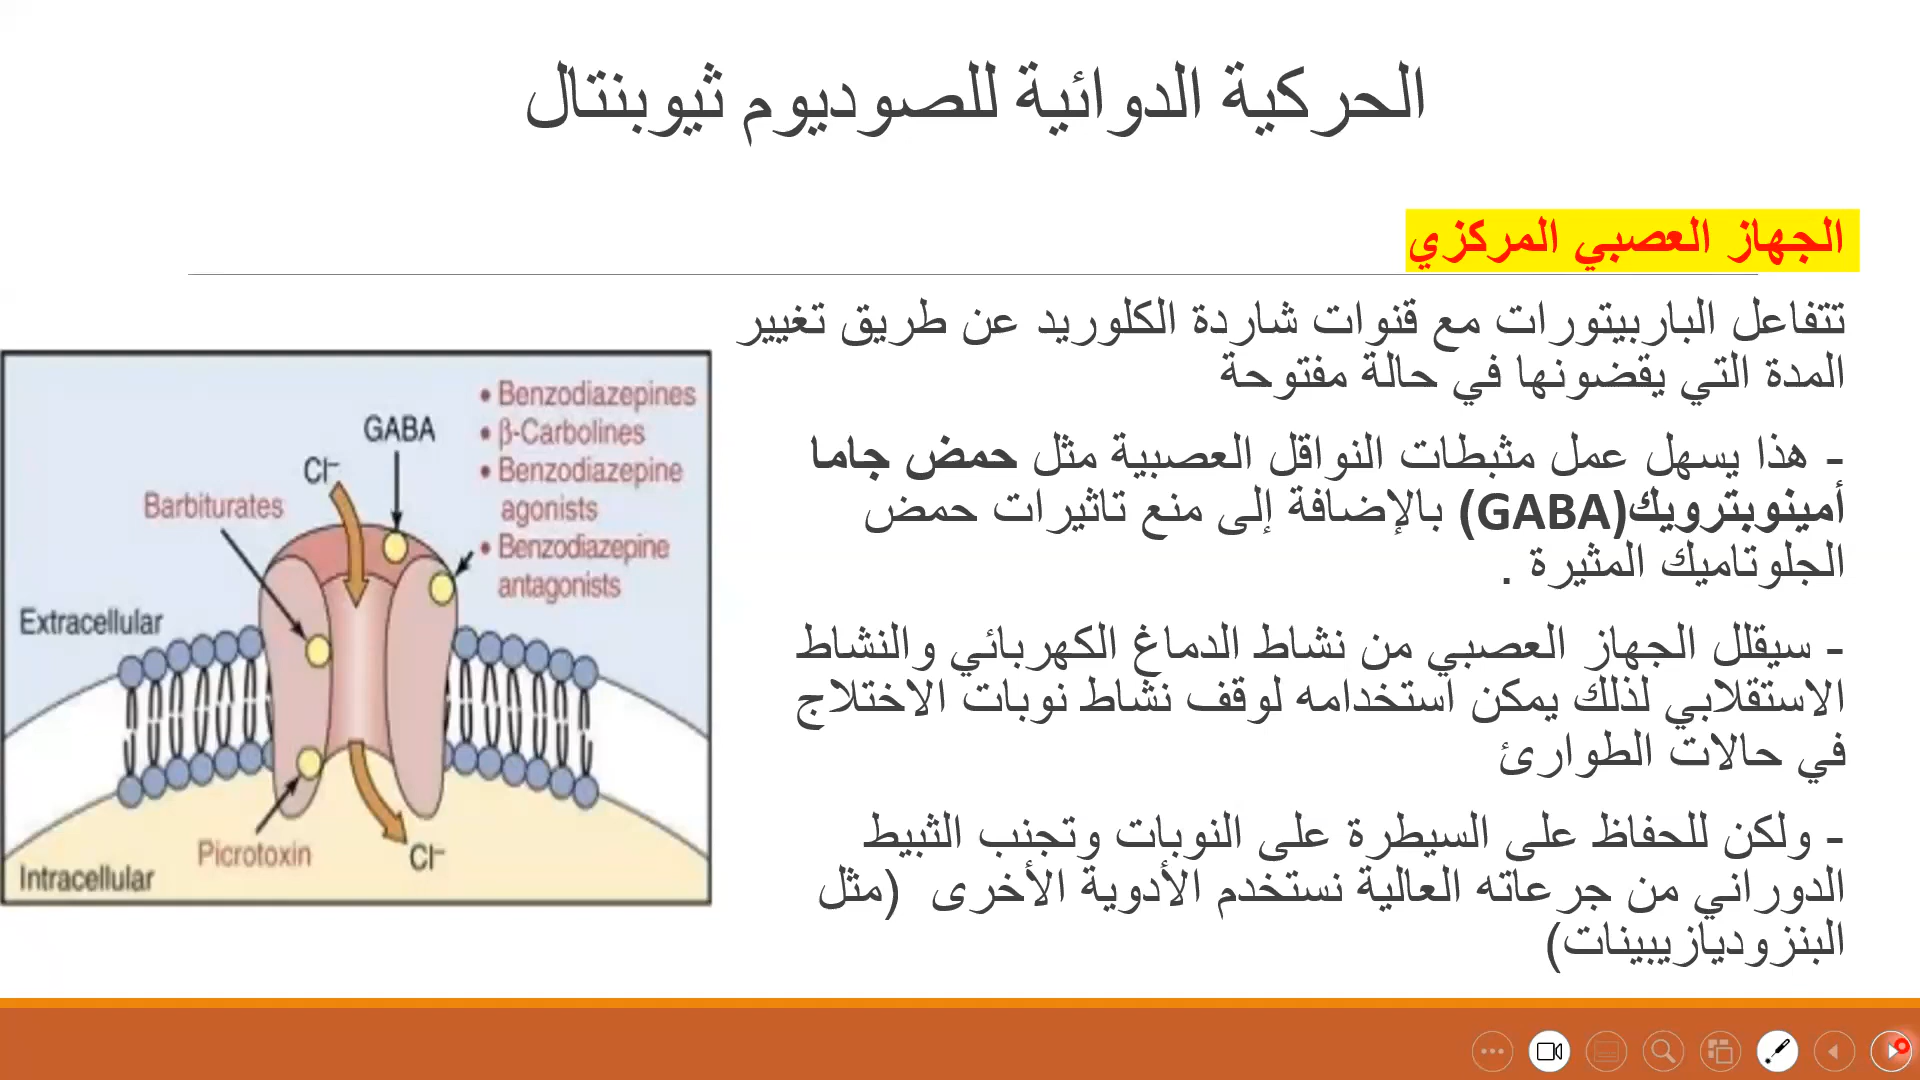 الحركية الدوائية للصوديوم ثيوبنتال
الجهاز العصبي المركزي
تتفاعل الباربيتورات مع قنوات شاردة الكلوريد عن طريق تغيير
المدة التي يقضونها في حالة مفتوحة
- هذا يسهل عمل مثبطات النواقل العصبية مثل حمض جاما
أمينوبترويك(GABA) بالإضافة إلى منع تاثيرات حمض
الجلوتاميك المثيرة .
- سيقلل الجهاز العصبي من نشاط الدماغ الكهربائي والنشاط
الاستقلابي لذلك يمكن استخدامه لوقف نشاط نوبات الاختلاج
في حالات الطوارئ
- ولكن للحفاظ على السيطرة على النوبات وتجنب الثبيط
الدوراني من جرعاته العالية نستخدم الأدوية الأخرى (مثل
البنزوديازيبينات)
• Benzodiazepines
• β-Carbolines
• Benzodiazepine
agonists
• Benzodiazepine
antagonists
GABA
Cl⁻
Barbiturates
Extracellular
Picrotoxin
Cl⁻
Intracellular